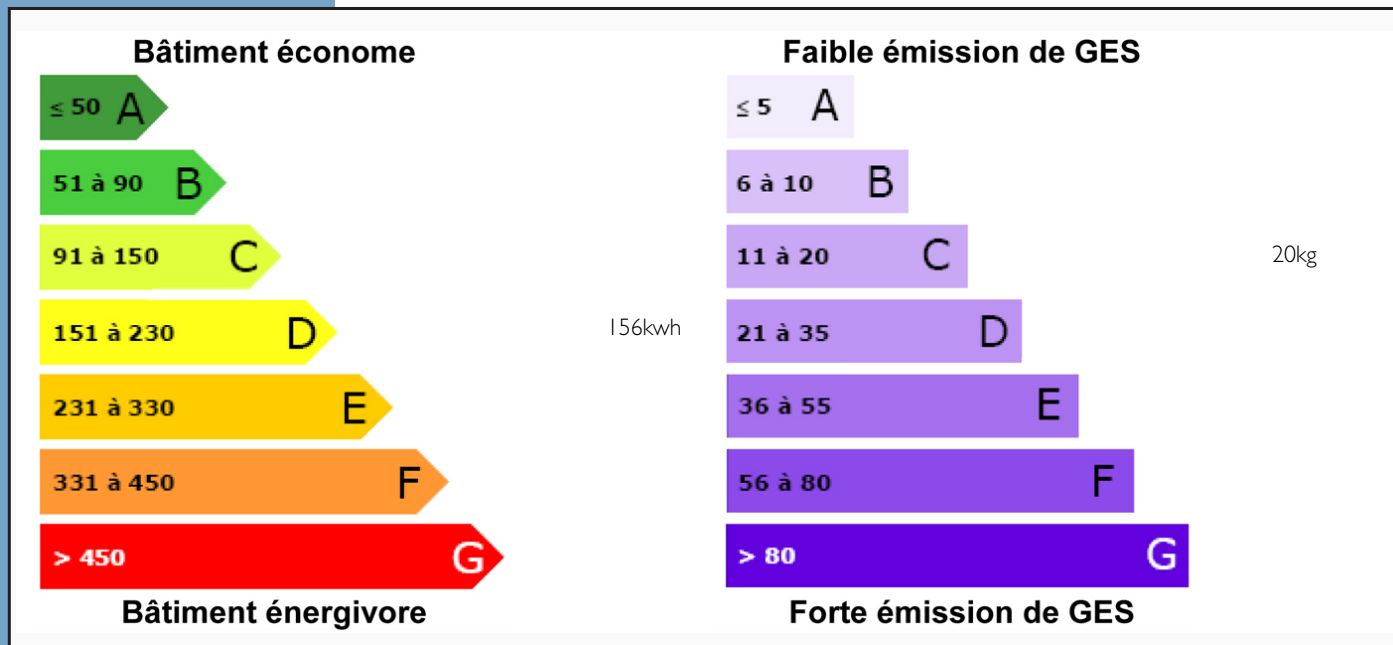 Bâtiment économe
≤ 50 A
51 à 90 B
91 à 150 C
151 à 230 D
156kwh
231 à 330 E
331 à 450 F
> 450 G
Bâtiment énergivore
Faible émission de GES
≤ 5 A
6 à 10 B
11 à 20 C
20kg
21 à 35 D
36 à 55 E
56 à 80 F
> 80 G
Forte émission de GES